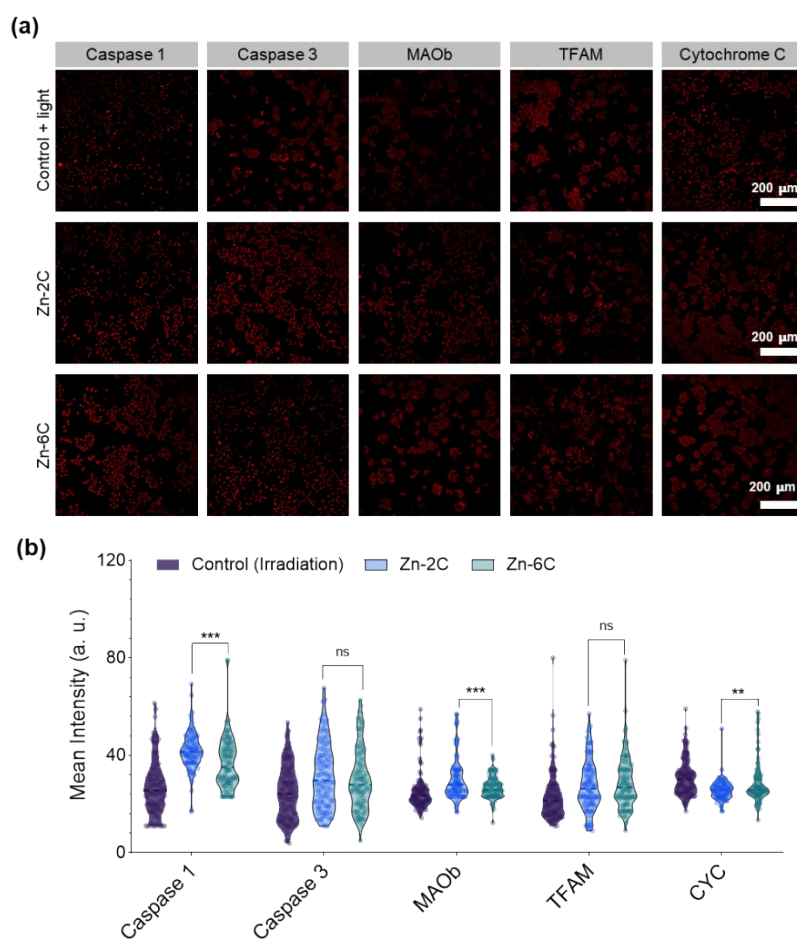 (a)
Caspase 1 Caspase 3 MAOb TFAM Cytochrome C
Control + light
200 μm
Zn-2C
200 μm
Zn-6C
200 μm
(b)
120
Control (Irradiation) Zn-2C Zn-6C
Mean Intensity (a. u.)
80
40
0
*** ns *** ns **
Caspase 1 Caspase 3 MAOb TFAM CYC